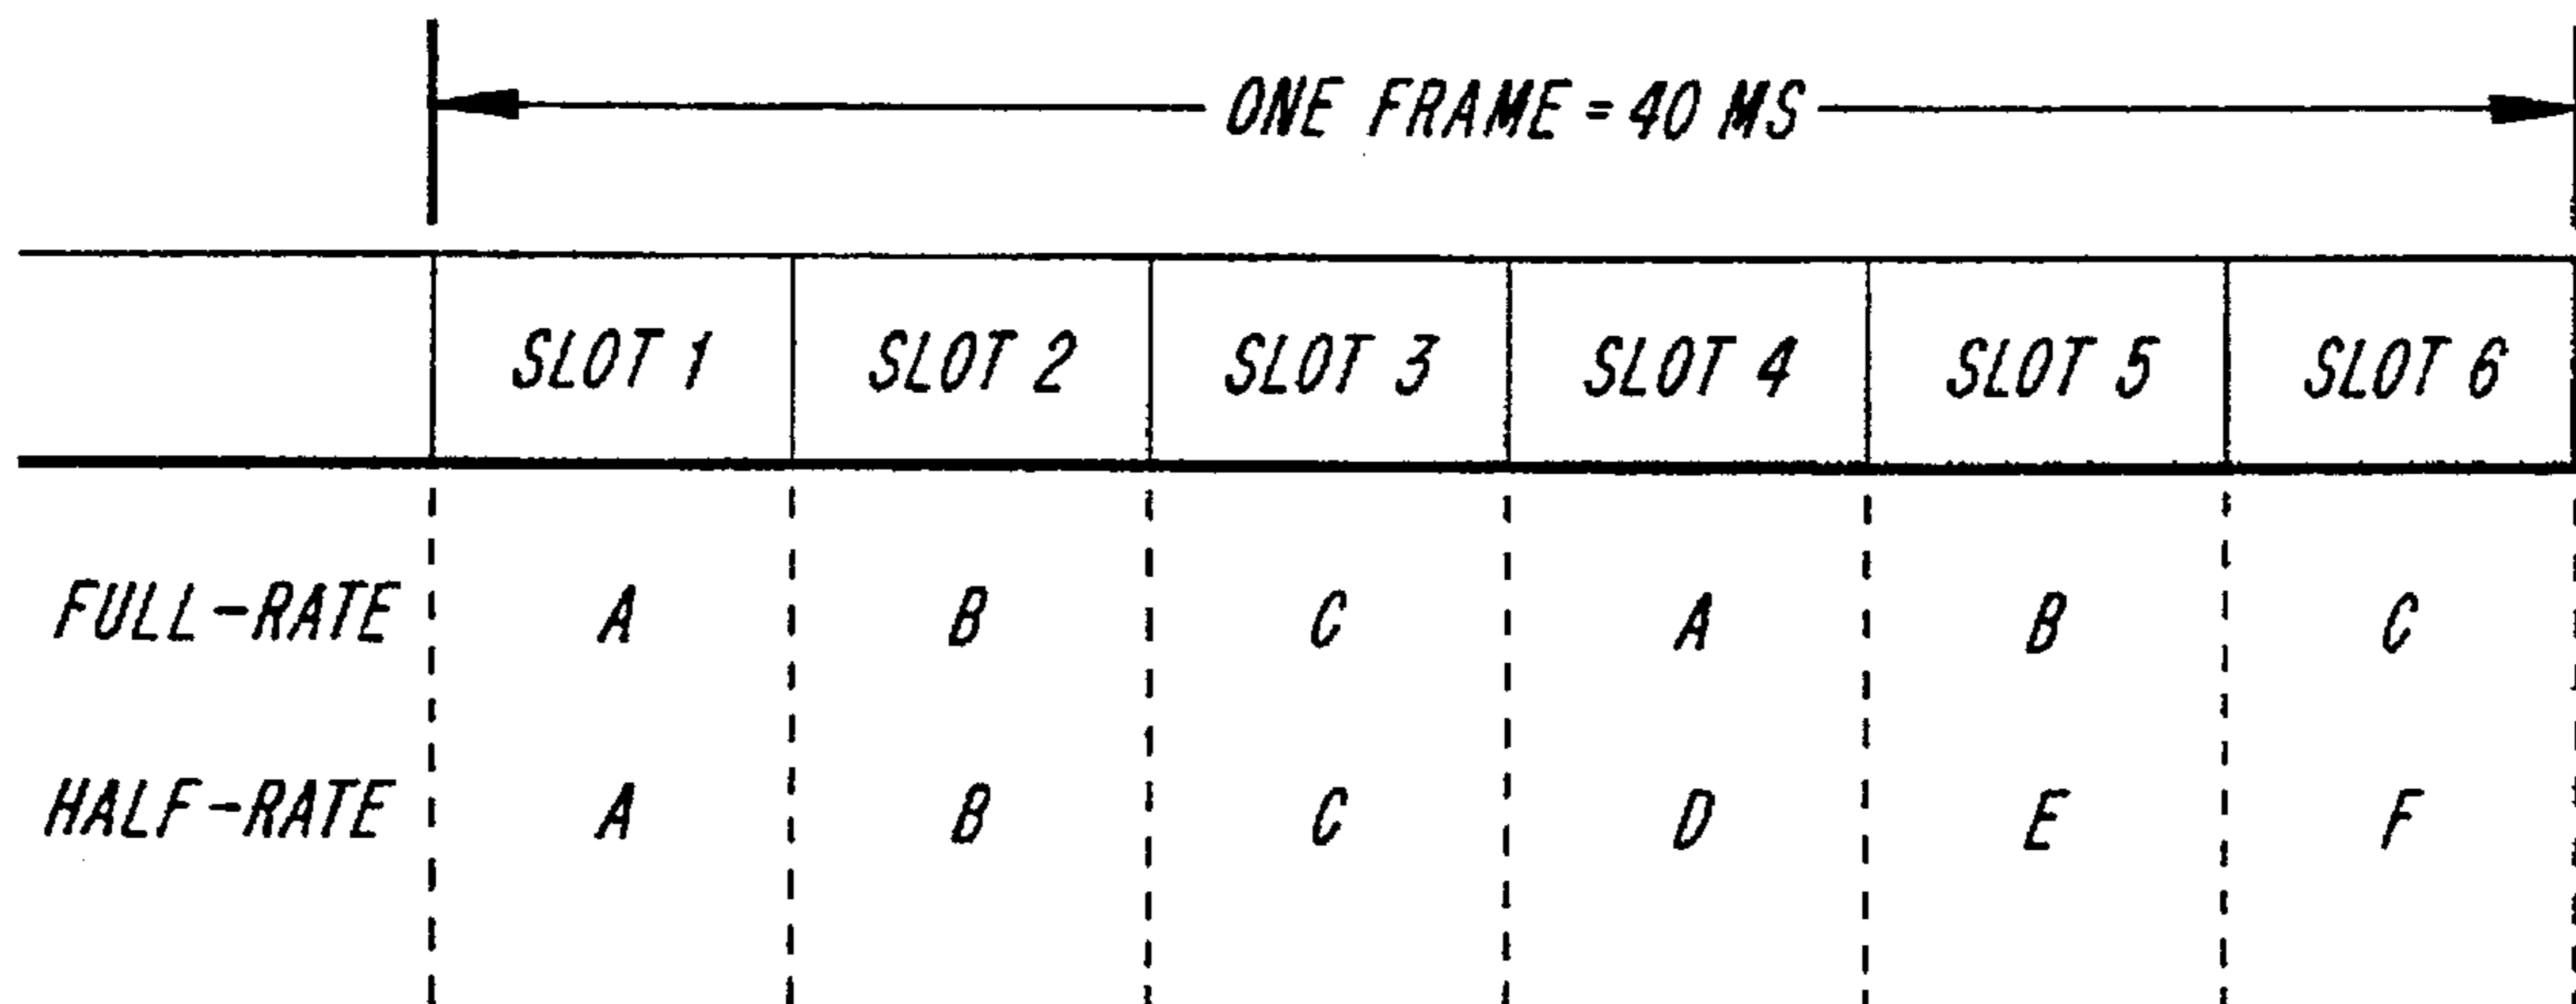 ONE FRAME = 40 MS
SLOT 1 SLOT 2 SLOT 3 SLOT 4 SLOT 5 SLOT 6
FULL-RATE A B C A B C
HALF-RATE A B C D E F